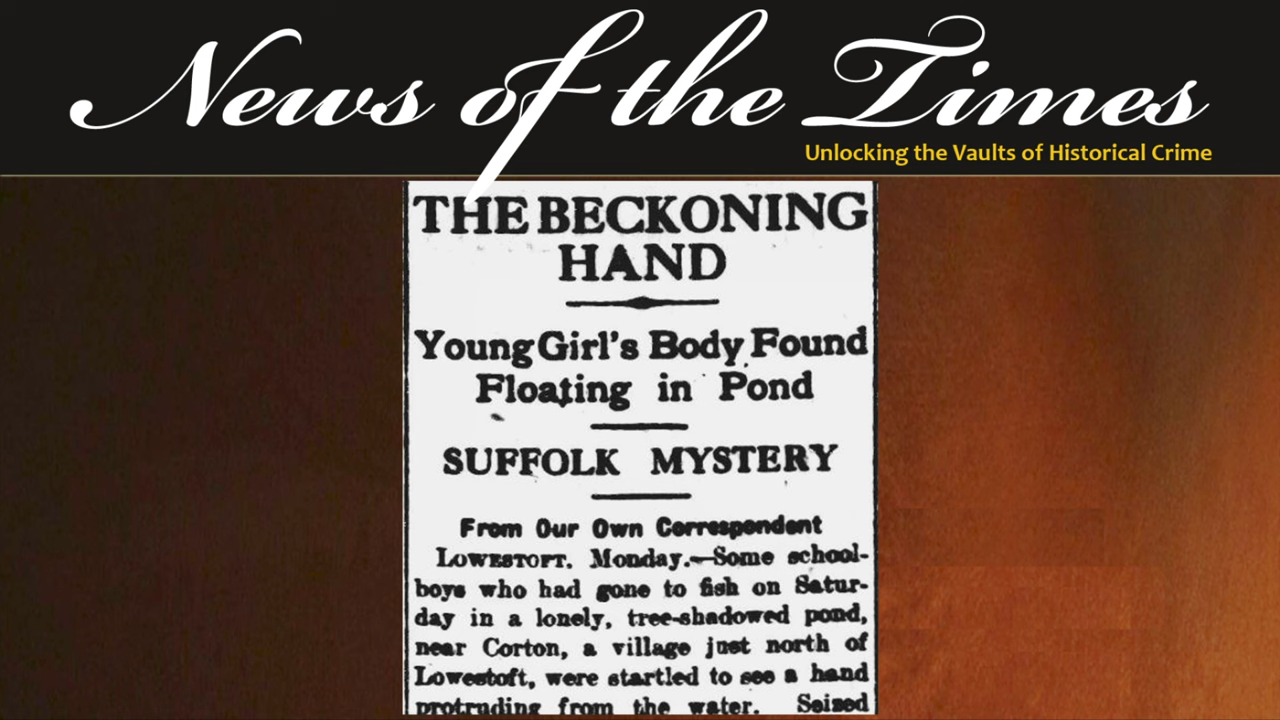 News of the Times
Unlocking the Vaults of Historical Crime
THE BECKONING
HAND
Young Girl's Body Found
Floating in Pond
SUFFOLK MYSTERY
From Our Own Correspondent
LOWESTOFT, Monday.—Some school-
boys who had gone to fish on Satur-
day in a lonely, tree-shadowed pond,
near Corton, a village just north of
Lowestoft, were startled to see a hand
protruding from the water. Seized